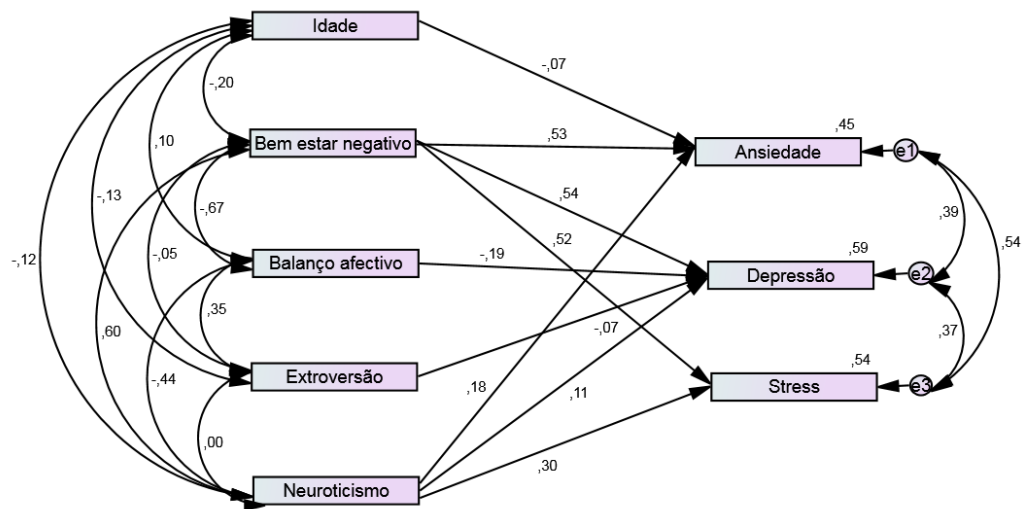 Idade
-,07
-,20
,45
Bem estar negativo
,53
Ansiedade
e1
,10
,54
-,13
-,67
,39
,52
,54
-,12
-,05
Balanço afectivo
-,19
,59
Depressão
e2
,35
,60
-,07
,37
-,44
Extroversão
,54
Stress
e3
,18
,11
,00
,30
Neuroticismo